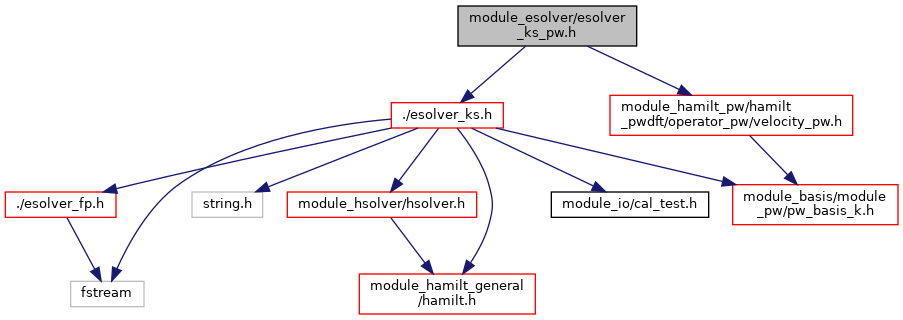 module_esolver/esolver
_ks_pw.h
./esolver_ks.h
module_hamilt_pw/hamilt
_pwdft/operator_pw/velocity_pw.h
./esolver_fp.h
string.h
module_hsolver/hsolver.h
module_io/cal_test.h
module_basis/module
_pw/pw_basis_k.h
fstream
module_hamilt_general
/hamilt.h